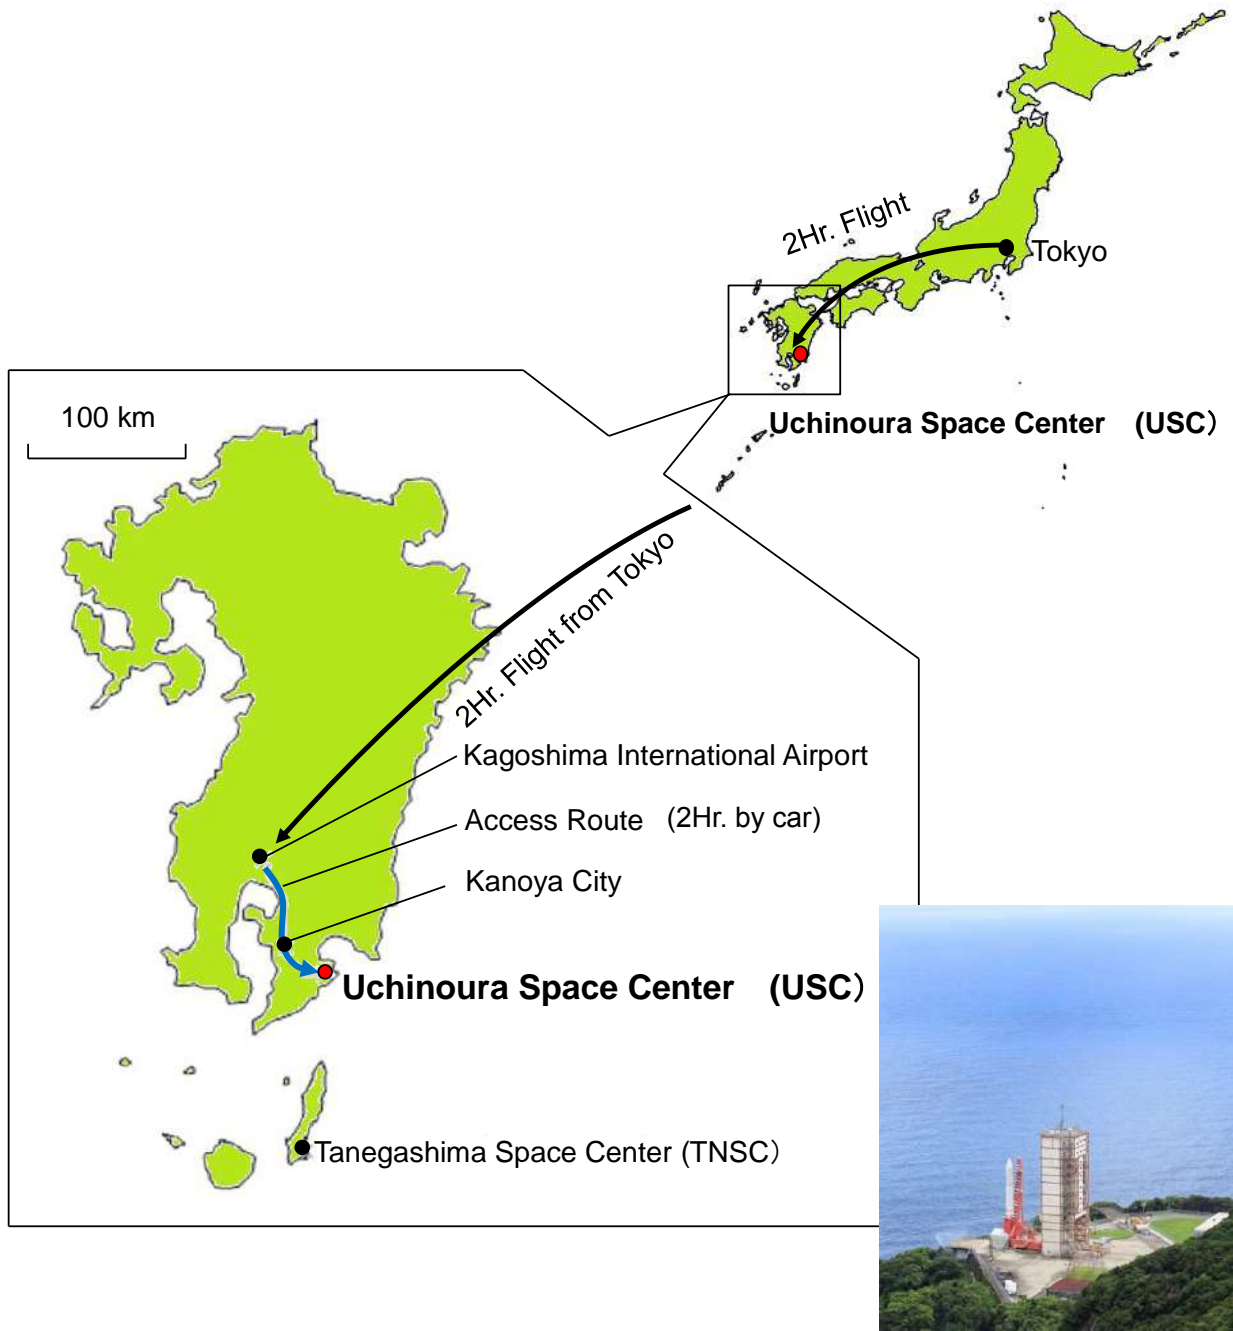 2Hr. Flight
Tokyo
Uchinoura Space Center (USC）
100 km
2Hr. Flight from Tokyo
Kagoshima International Airport
Access Route (2Hr. by car)
Kanoya City
Uchinoura Space Center (USC）
Tanegashima Space Center (TNSC）